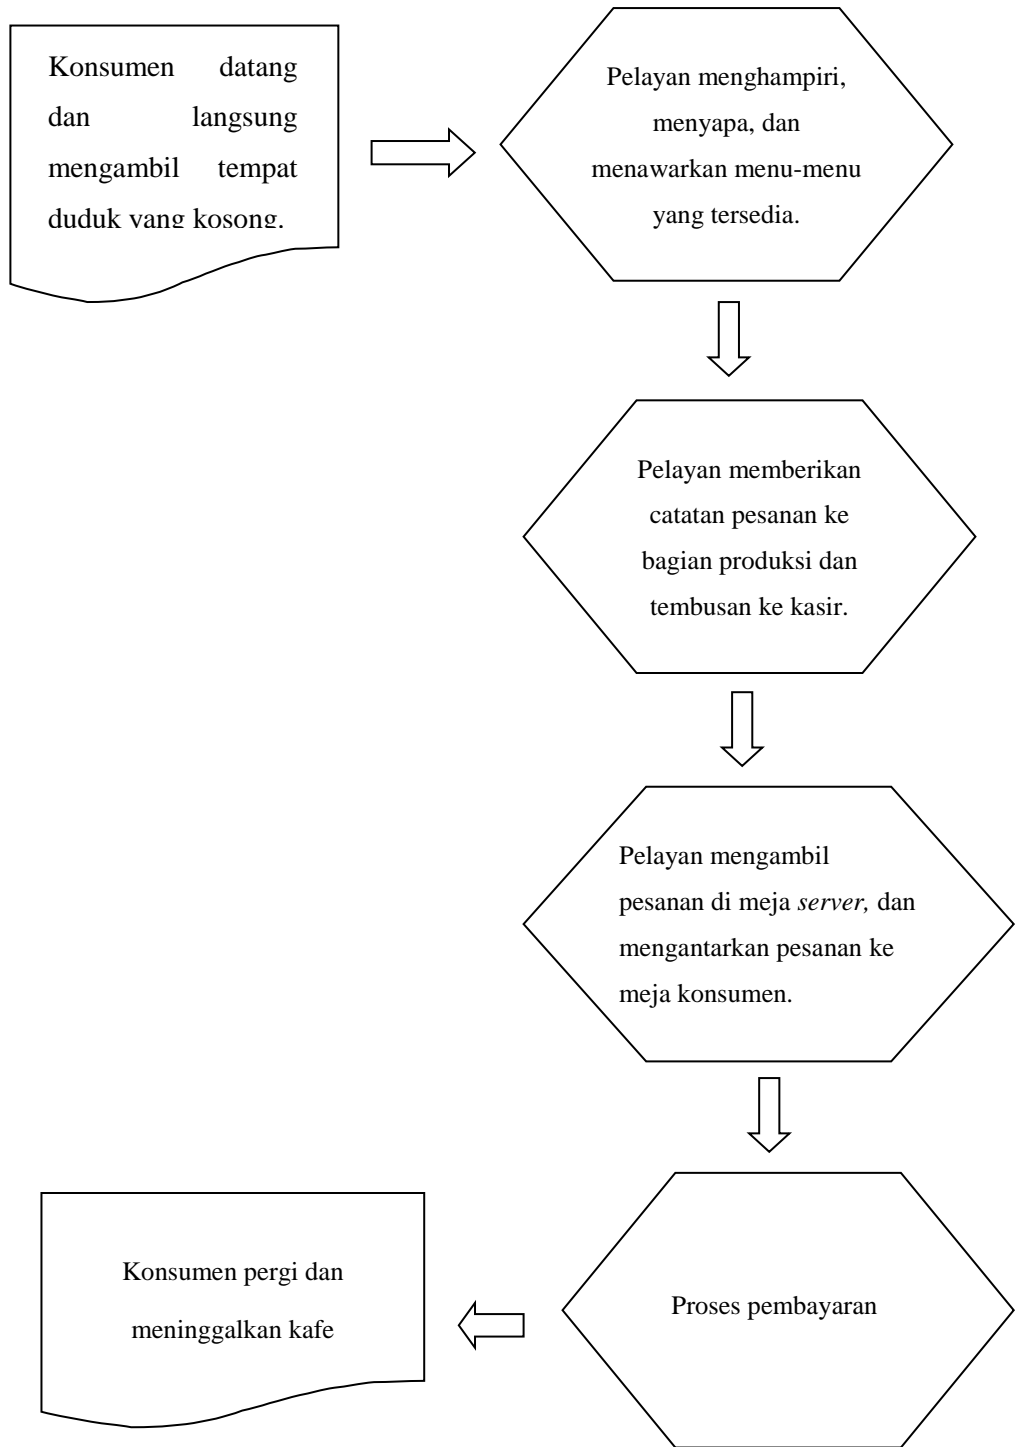 Konsumen datang
dan langsung
mengambil tempat
duduk yang kosong.
Pelayan menghampiri,
menyapa, dan
menawarkan menu-menu
yang tersedia.
Pelayan memberikan
catatan pesanan ke
bagian produksi dan
tembusan ke kasir.
Pelayan mengambil
pesanan di meja server, dan
mengantarkan pesanan ke
meja konsumen.
Proses pembayaran
Konsumen pergi dan
meninggalkan kafe